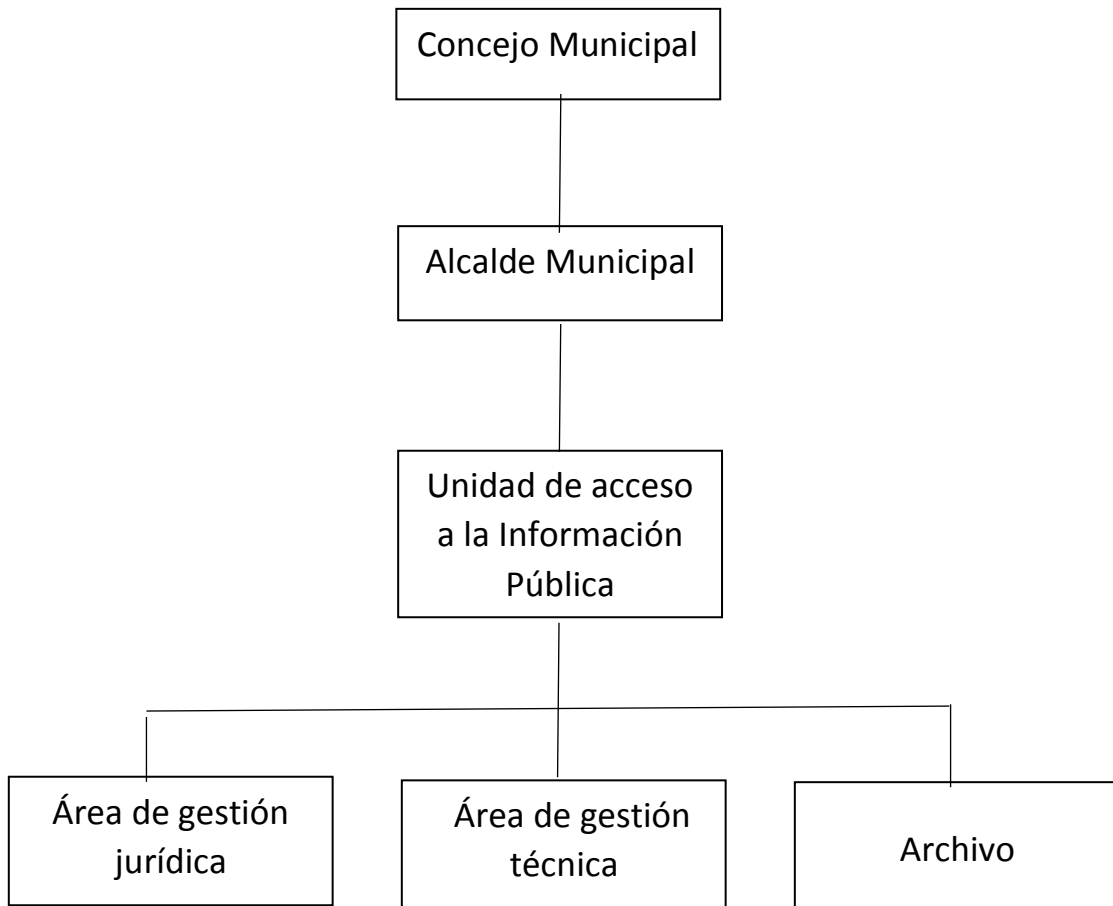 Concejo Municipal
Alcalde Municipal
Unidad de acceso
a la Información
Pública
Área de gestión
jurídica
Área de gestión
técnica
Archivo